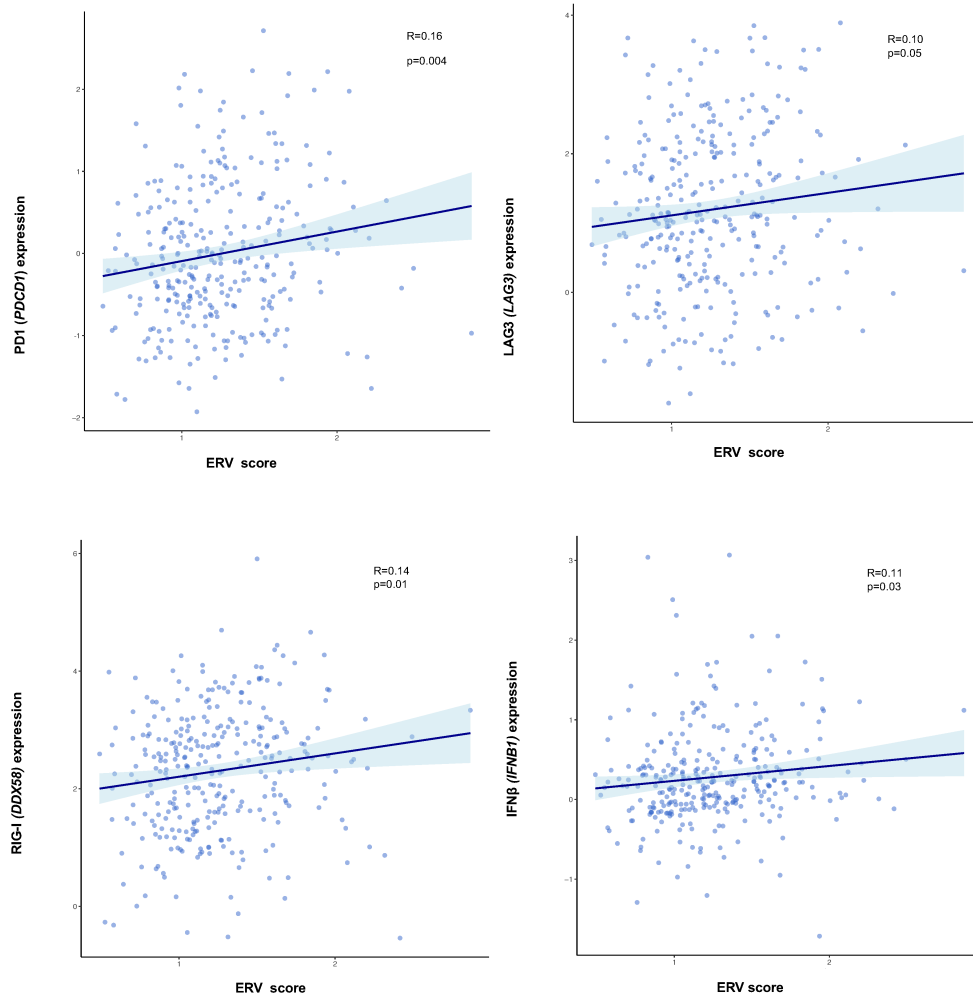 R=0.16
p=0.004
2
1
0
−1
−2
PD1 (PDCD1) expression
1 2
ERV score
R=0.10
p=0.05
4
2
0
LAG3 (LAG3) expression
1 2
ERV score
R=0.14
p=0.01
6
4
2
0
RIG-I (DDX58) expression
1 2
ERV score
R=0.11
p=0.03
3
2
1
0
−1
IFNβ (IFNB1) expression
1 2
ERV score